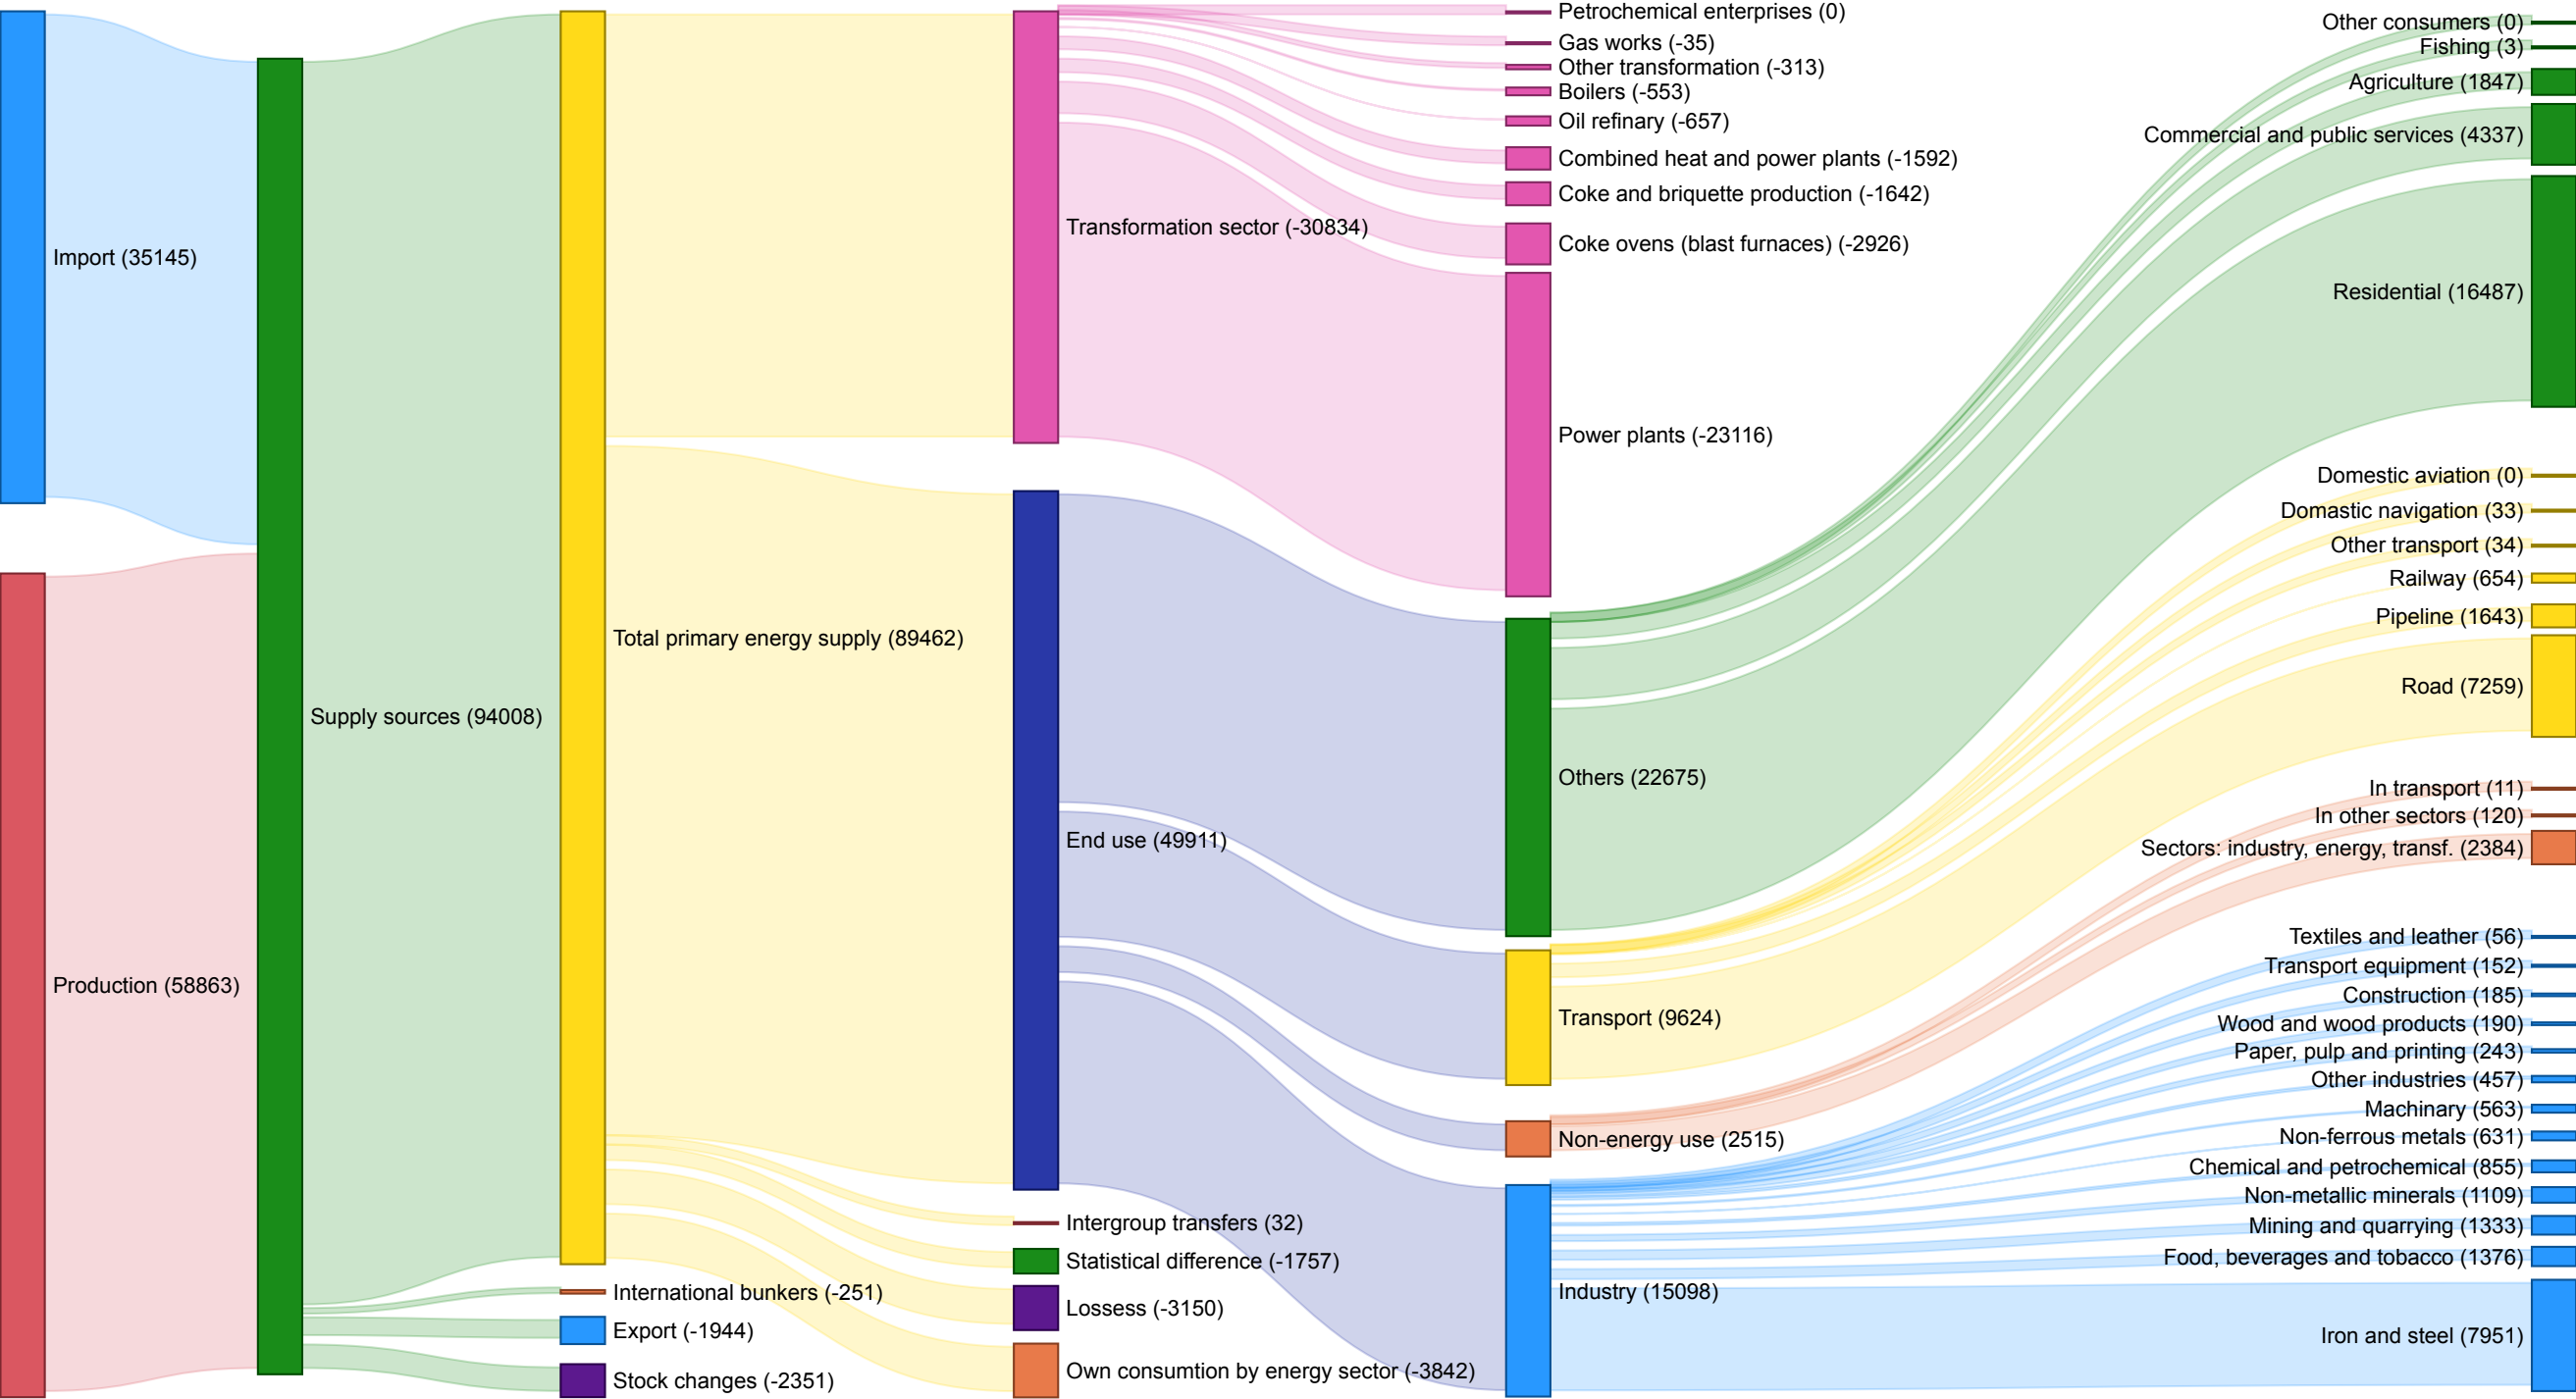 Import (35145)
Production (58863)
Supply sources (94008)
Total primary energy supply (89462)
International bunkers (-251)
Export (-1944)
Stock changes (-2351)
Transformation sector (-30834)
End use (49911)
Intergroup transfers (32)
Statistical difference (-1757)
Lossess (-3150)
Own consumtion by energy sector (-3842)
Petrochemical enterprises (0)
Gas works (-35)
Other transformation (-313)
Boilers (-553)
Oil refinary (-657)
Combined heat and power plants (-1592)
Coke and briquette production (-1642)
Coke ovens (blast furnaces) (-2926)
Power plants (-23116)
Others (22675)
Transport (9624)
Non-energy use (2515)
Industry (15098)
Other consumers (0)
Fishing (3)
Agriculture (1847)
Commercial and public services (4337)
Residential (16487)
Domestic aviation (0)
Domastic navigation (33)
Other transport (34)
Railway (654)
Pipeline (1643)
Road (7259)
In transport (11)
In other sectors (120)
Sectors: industry, energy, transf. (2384)
Textiles and leather (56)
Transport equipment (152)
Construction (185)
Wood and wood products (190)
Paper, pulp and printing (243)
Other industries (457)
Machinary (563)
Non-ferrous metals (631)
Chemical and petrochemical (855)
Non-metallic minerals (1109)
Mining and quarrying (1333)
Food, beverages and tobacco (1376)
Iron and steel (7951)